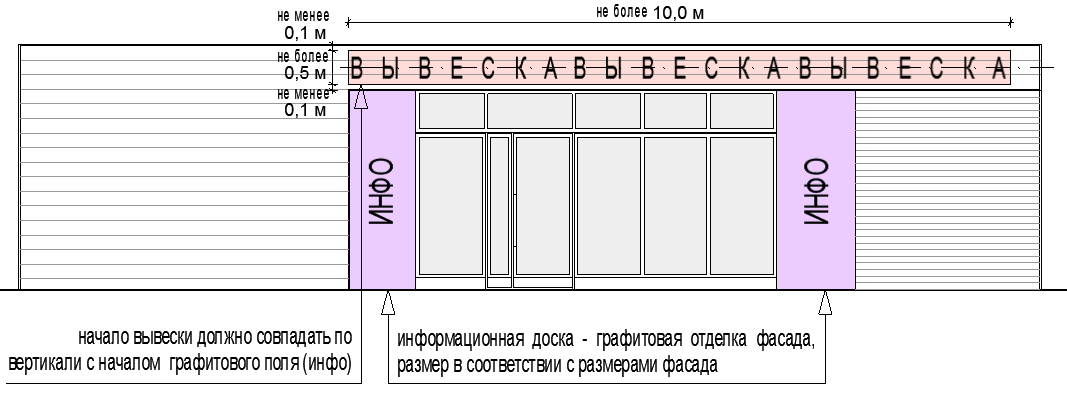 не более 10,0 м
не менее
0,1 м
не более
0,5 м
В Ы В Е С К А В Ы В Е С К А В Ы В Е С К А
не менее
0,1 м
ИНФО
ИНФО
начало вывески должно совпадать по
вертикали с началом графитового поля (инфо)
информационная доска - графитовая отделка фасада,
размер в соответствии с размерами фасада